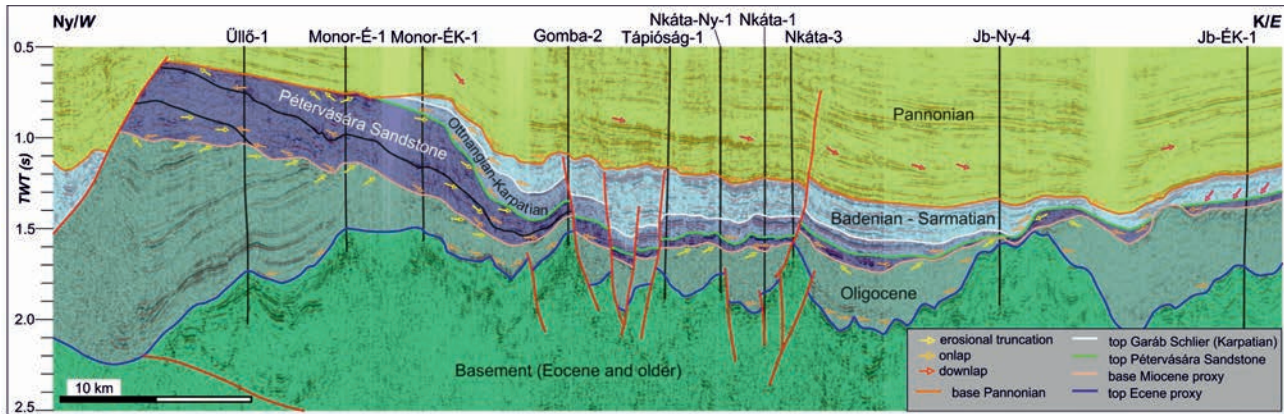 Ny/W
K/E
Nkáta-Ny-1 Nkáta-1
Üllő-1 Monor-É-1 Monor-ÉK-1 Gomba-2 Tápióság-1 Nkáta-3 Jb-Ny-4 Jb-ÉK-1
0.5
1.0
TWT (s)
1.5
2.0
2.5
Pétervására Sandstone
Ottnangian-Karpatian
Pannonian
Badenian - Sarmatian
Oligocene
Basement (Eocene and older)
10 km
erosional truncation
onlap
downlap
base Pannonian
top Garáb Schlier (Karpatian)
top Pétervására Sandstone
base Miocene proxy
top Ecene proxy